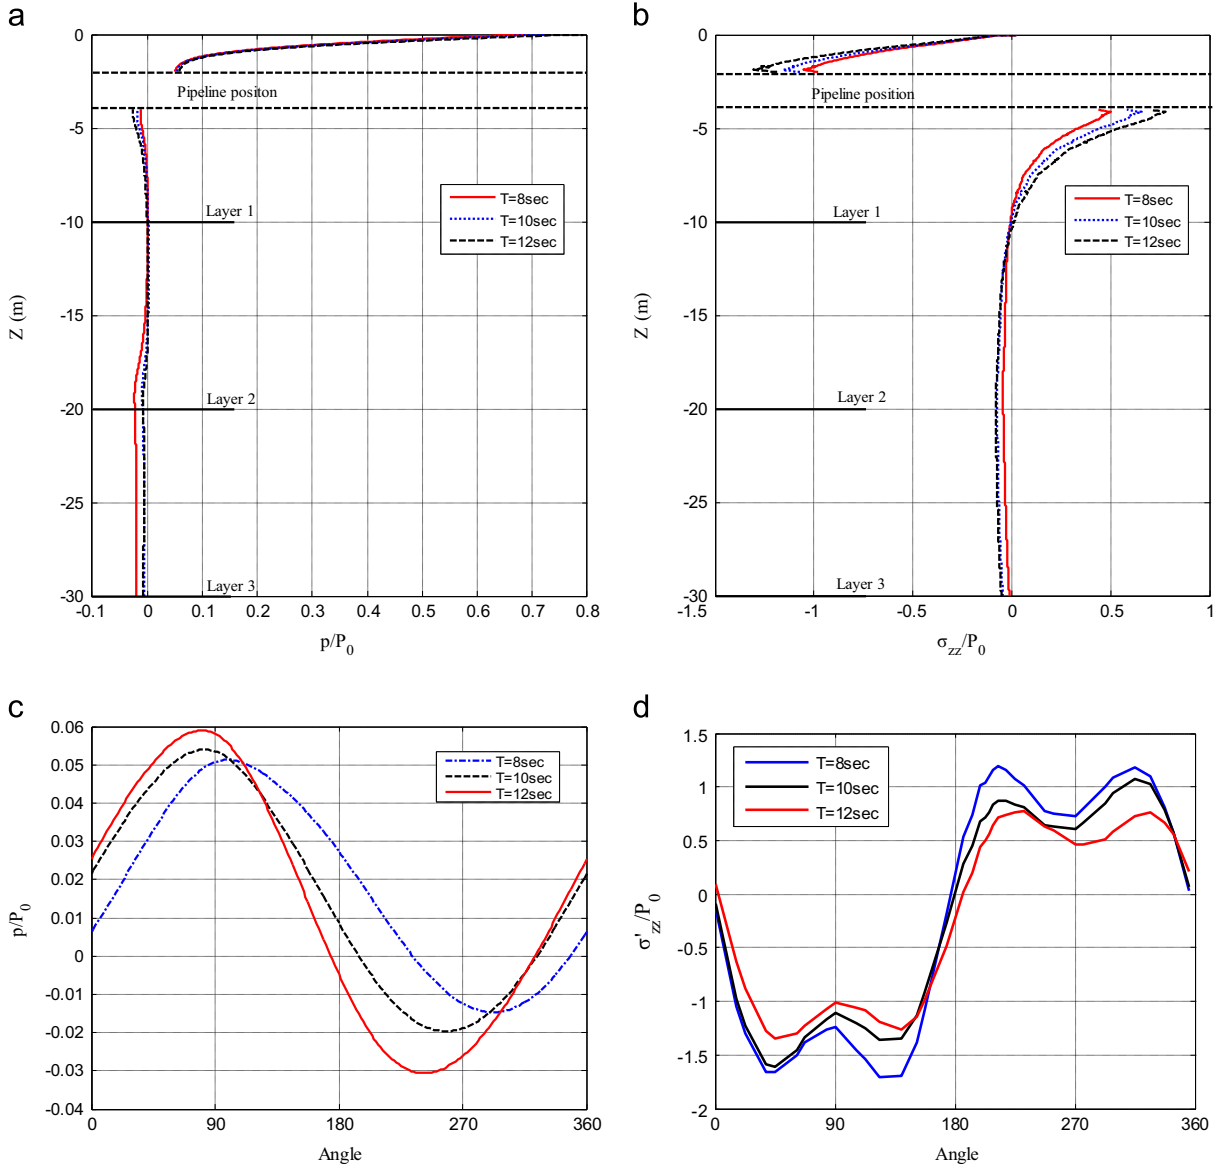 a
0
-5
-10
-15
-20
-25
-30
Z (m)
Pipeline positon
T=8sec
T=10sec
T=12sec
Layer 1
Layer 2
Layer 3
-0.1 0 0.1 0.2 0.3 0.4 0.5 0.6 0.7 0.8
p/P0
b
0
-5
-10
-15
-20
-25
-30
Z (m)
Pipeline position
T=8sec
T=10sec
T=12sec
Layer 1
Layer 2
Layer 3
-1.5 -1 -0.5 0 0.5 1
σzz/P0
c
0.06
0.05
0.04
0.03
0.02
0.01
0
-0.01
-0.02
-0.03
-0.04
p/P0
T=8sec
T=10sec
T=12sec
0 90 180 270 360
Angle
d
1.5
1
0.5
0
-0.5
-1
-1.5
-2
σ'zz/P0
T=8sec
T=10sec
T=12sec
0 90 180 270 360
Angle